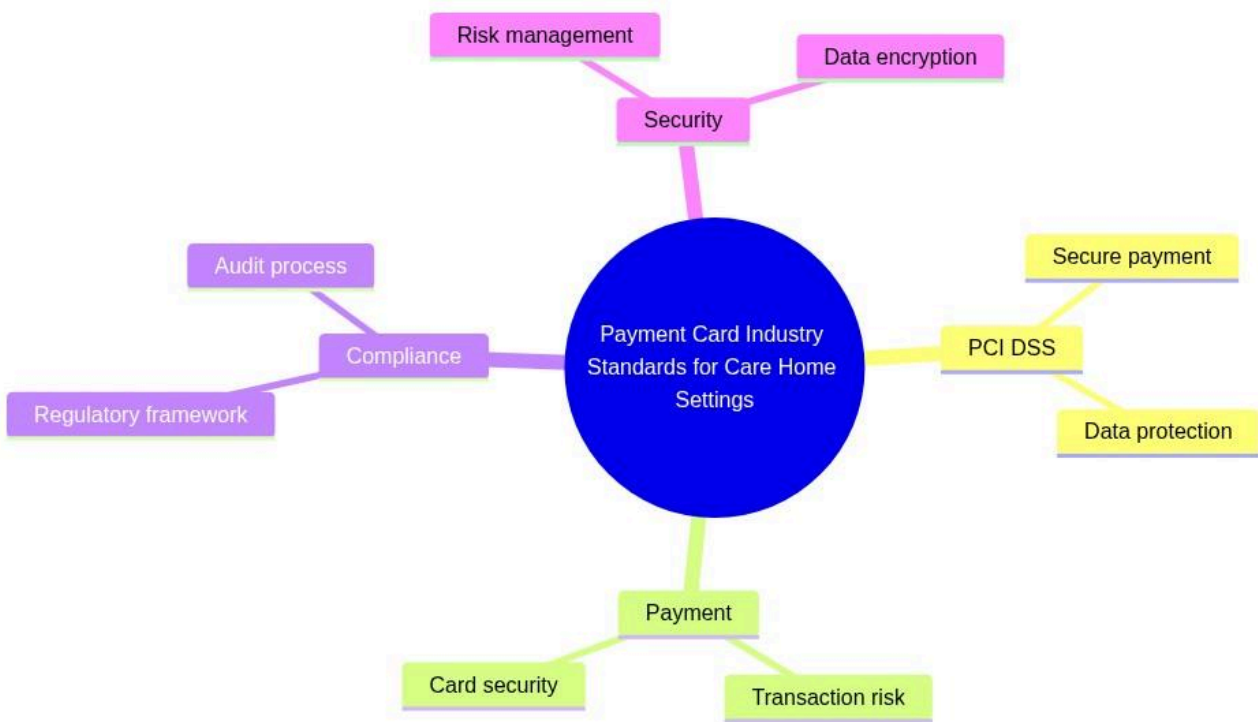 Risk management
Data encryption
Security
Audit process
Secure payment
Compliance
Payment Card Industry
Standards for Care Home
Settings
PCI DSS
Regulatory framework
Data protection
Payment
Card security
Transaction risk